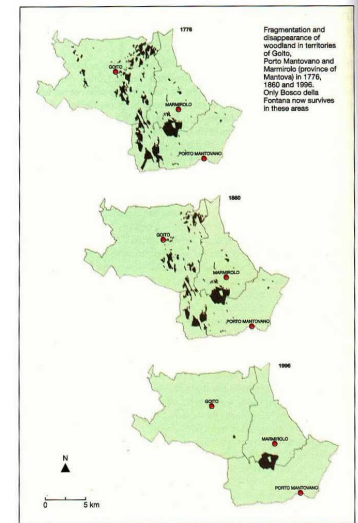 1776
Fragmentation and
disappearance of
woodland in territories
of Goito,
Porto Mantovano and
Marmirolo (province of
Mantova) in 1776,
1860 and 1996.
Only Bosco della
Fontana now survives
in these areas
GOITO
MARMIROLO
PORTO MANTOVANO
1860
GOITO
MARMIROLO
PORTO MANTOVANO
1996
GOITO
MARMIROLO
PORTO MANTOVANO
N
0 5 km